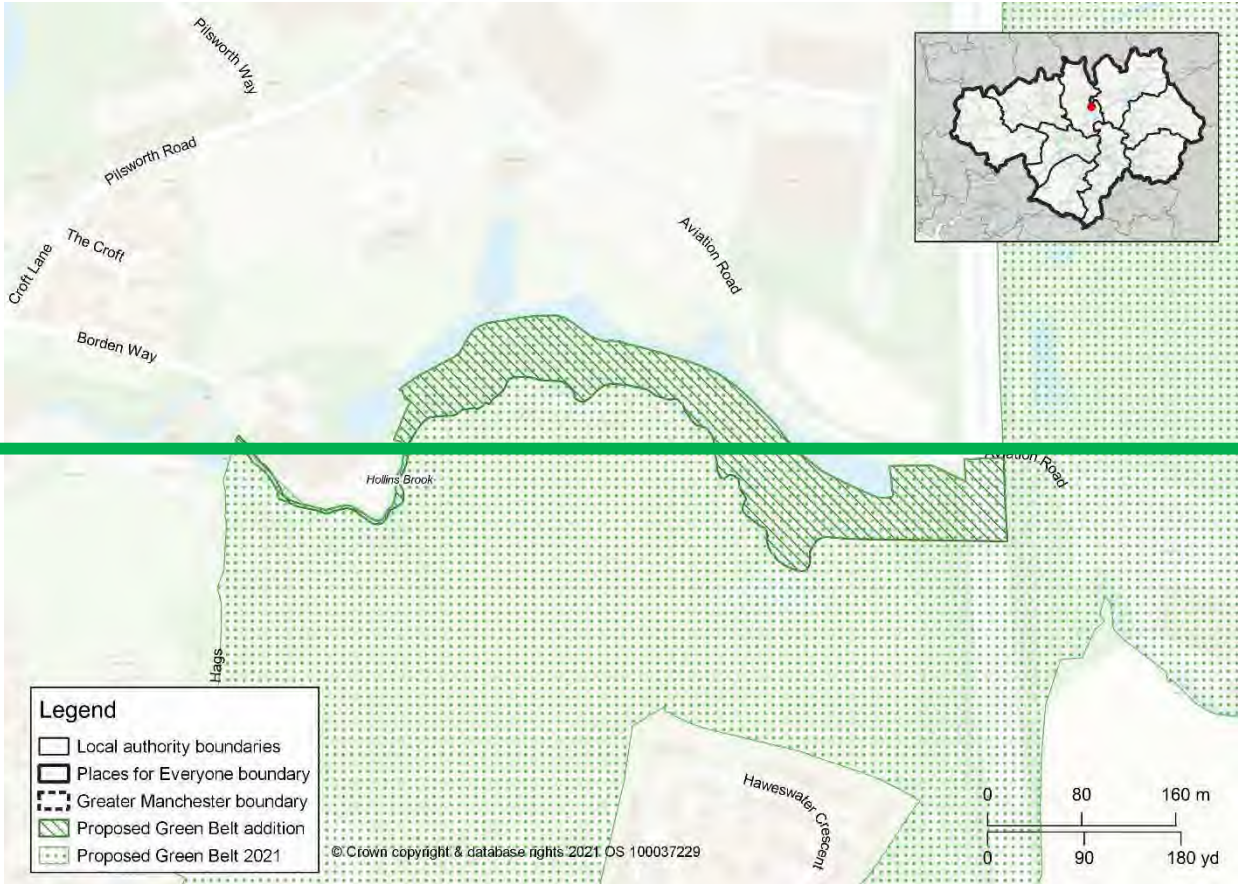 Pilsworth Way
Pilsworth Road
The Croft
Croft Lane
Borden Way
Aviation Road
Hollins Brook
Aviation Road
Hags
Haweswater Crescent
Legend
Local authority boundaries
Places for Everyone boundary
Greater Manchester boundary
Proposed Green Belt addition
Proposed Green Belt 2021
© Crown copyright & database rights 2021 OS 100037229
0 80 160 m
0 90 180 yd